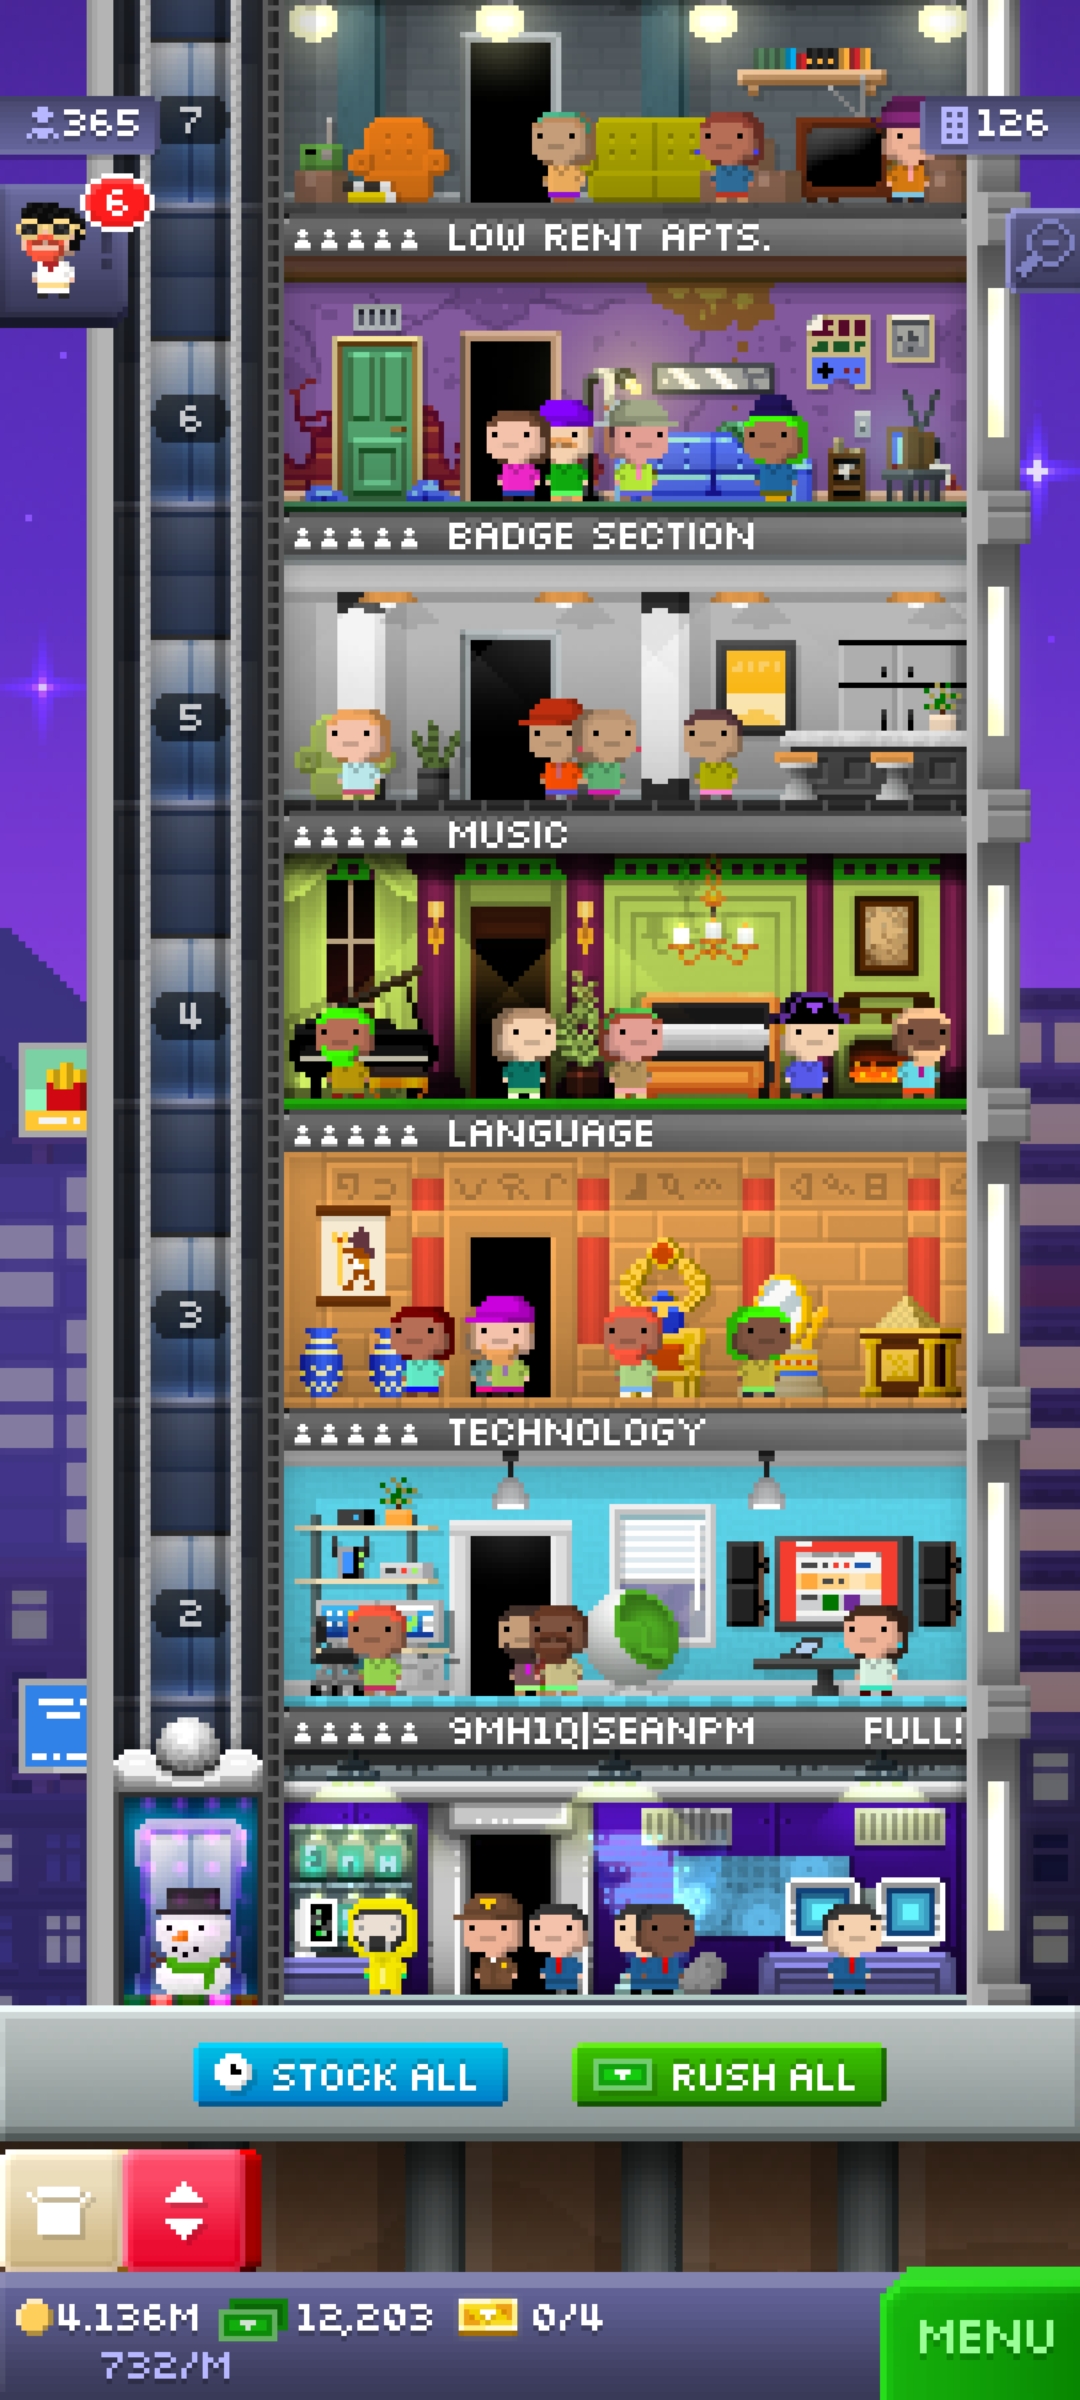 365
7
126
6
LOW RENT APTS.
6
BADGE SECTION
5
MUSIC
4
LANGUAGE
3
TECHNOLOGY
2
9MH1Q|SEANPM FULL!
STOCK ALL
RUSH ALL
4.136M 12,203 0/4
732/M
MENU